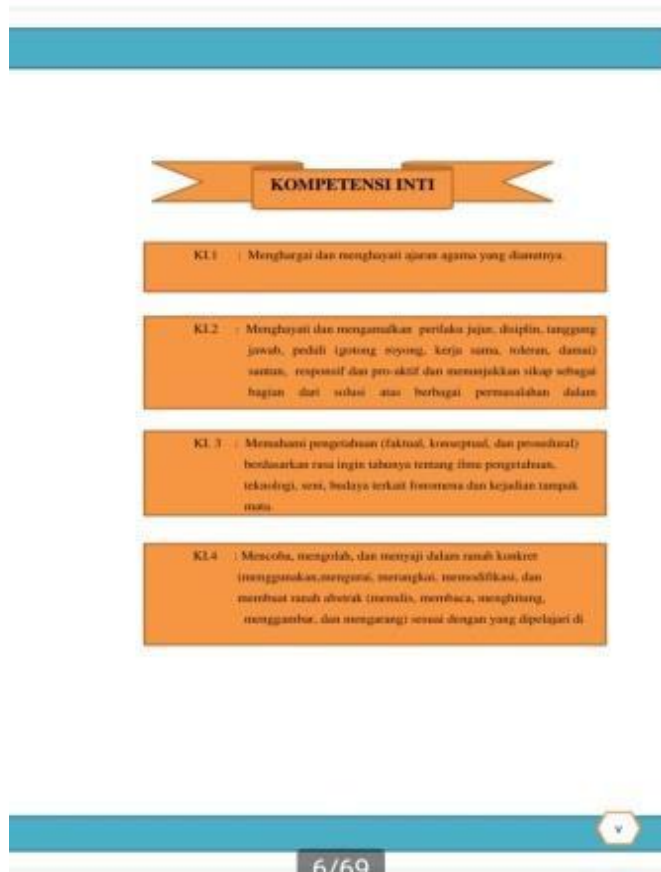 KOMPETENSI INTI
KI.1 : Menghargai dan menghayati ajaran agama yang dianutnya.
KI.2 : Menghayati dan mengamalkan perilaku jujur, disiplin, tanggung
jawab, peduli (gotong royong, kerja sama, toleran, damai)
santun, responsif dan pro-aktif dan menunjukkan sikap sebagai
bagian dari solusi atas berbagai permasalahan dalam
KI. 3 : Memahami pengetahuan (faktual, konseptual, dan prosedural)
berdasarkan rasa ingin tahunya tentang ilmu pengetahuan,
teknologi, seni, budaya terkait fonomena dan kejadian tampak
mata.
KI.4 : Mencoba, mengolah, dan menyaji dalam ranah konkret
(menggunakan,mengurai, merangkai, memodifikasi, dan
membuat ranah abstrak (menulis, membaca, menghitung,
menggambar, dan mengarang) sesuai dengan yang dipelajari di
v
6/69